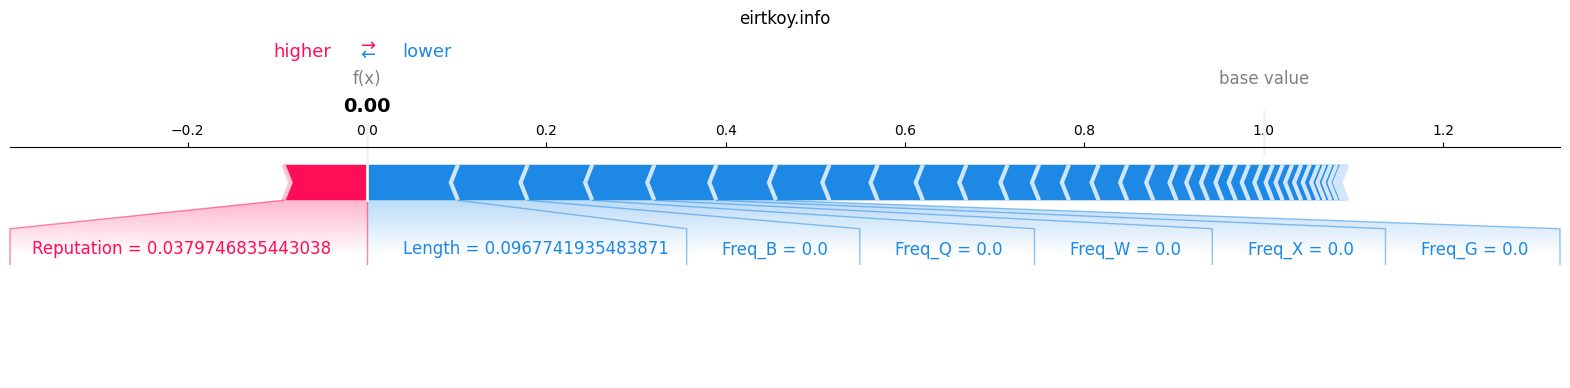 eirtkoy.info
higher → ← lower
f(x) base value
0.00
−0.2 0 0 0.2 0.4 0.6 0.8 1.0 1.2
Reputation = 0.0379746835443038 Length = 0.0967741935483871 Freq_B = 0.0 Freq_Q = 0.0 Freq_W = 0.0 Freq_X = 0.0 Freq_G = 0.0